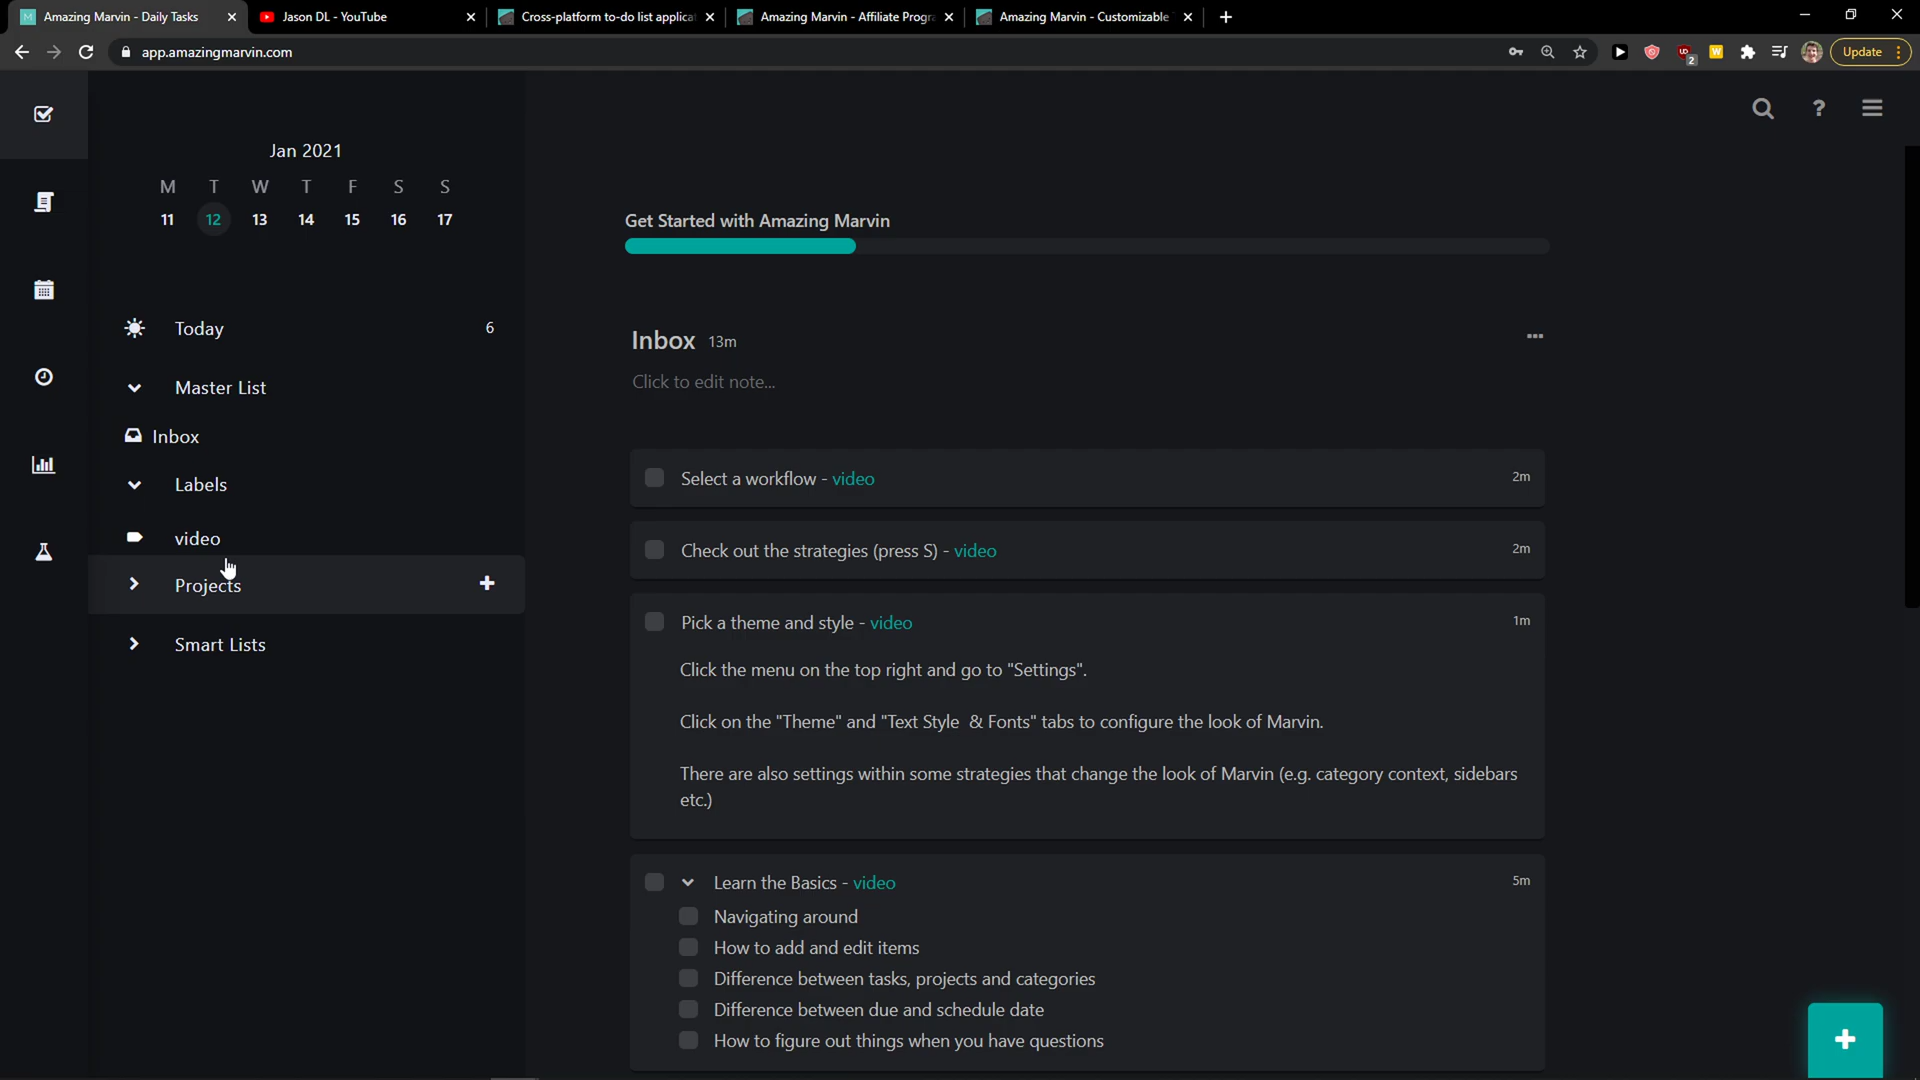 Amazing Marvin - Daily Tasks
Jason DL - YouTube
Cross-platform to-do list applica
Amazing Marvin - Affiliate Progr
Amazing Marvin - Customizable
app.amazingmarvin.com
2
W
Update
Jan 2021
M T W T F S S
11 12 13 14 15 16 17
Today 6
Master List
Inbox
Labels
video
Projects
Smart Lists
Get Started with Amazing Marvin
Inbox 13m
Click to edit note...
Select a workflow - video 2m
Check out the strategies (press S) - video 2m
Pick a theme and style - video 1m
Click the menu on the top right and go to "Settings".
Click on the "Theme" and "Text Style & Fonts" tabs to configure the look of Marvin.
There are also settings within some strategies that change the look of Marvin (e.g. category context, sidebars
etc.)
Learn the Basics - video 5m
Navigating around
How to add and edit items
Difference between tasks, projects and categories
Difference between due and schedule date
How to figure out things when you have questions